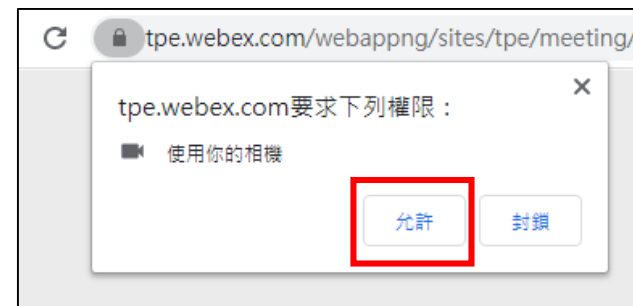 tpe.webex.com/webappng/sites/tpe/meeting/
tpe.webex.com要求下列權限：
使用你的相機
允許
封鎖